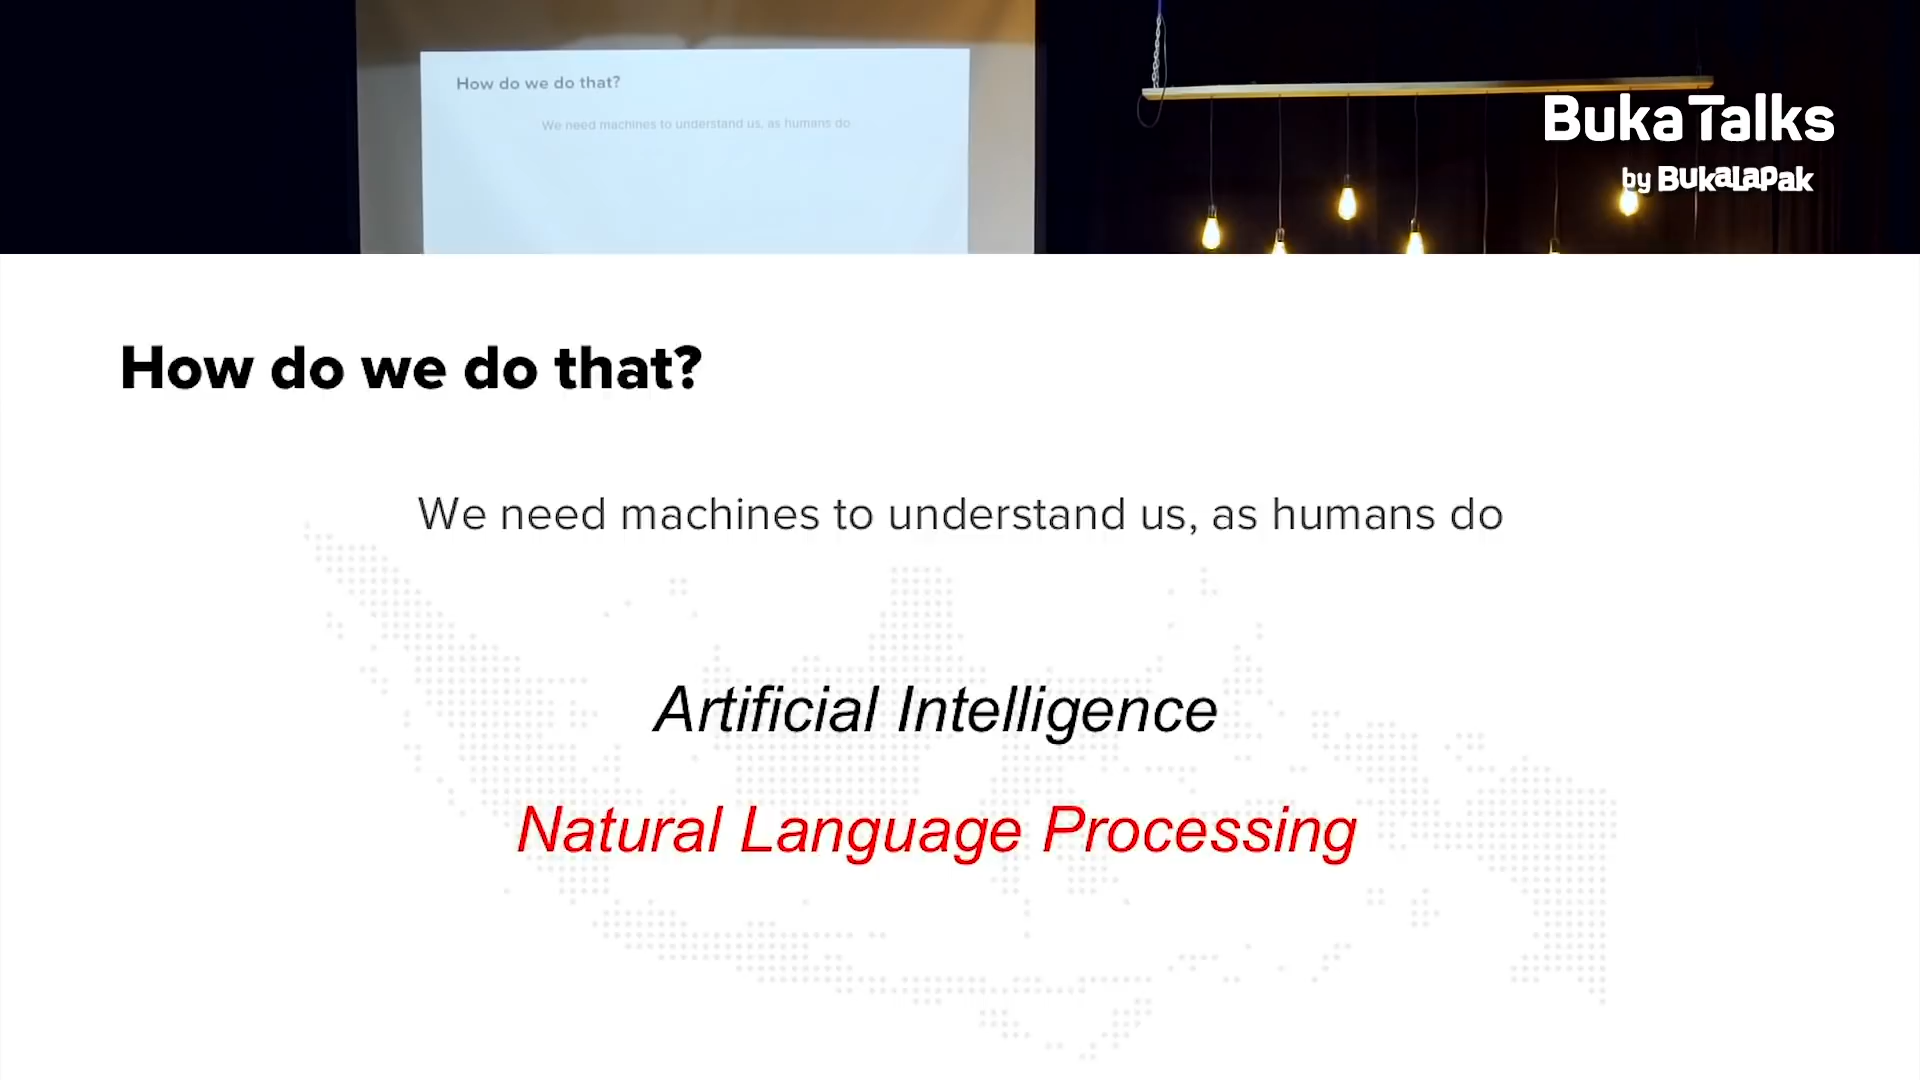 How do we do that?
We need machines to understand us, as humans do
BukaTalks
by BukaLapak
How do we do that?
We need machines to understand us, as humans do
Artificial Intelligence
Natural Language Processing